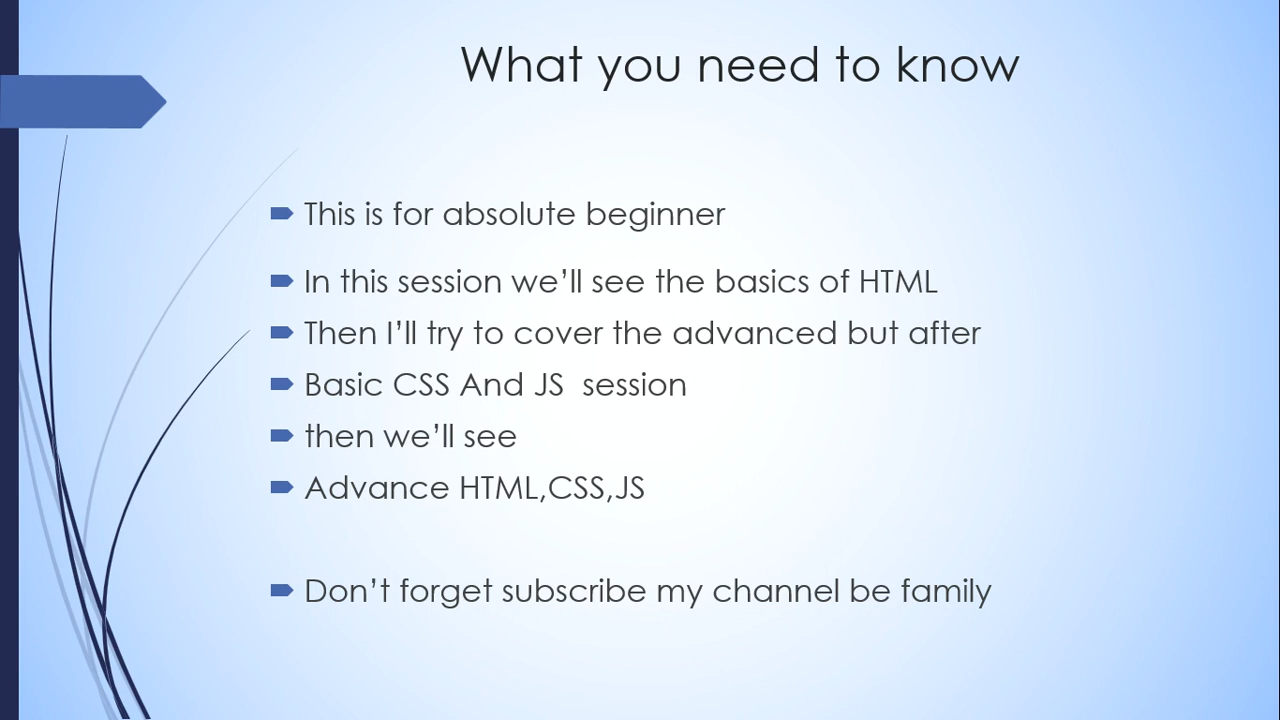 What you need to know
This is for absolute beginner
In this session we’ll see the basics of HTML
Then I’ll try to cover the advanced but after
Basic CSS And JS  session
then we’ll see
Advance HTML,CSS,JS
Don’t forget subscribe my channel be family